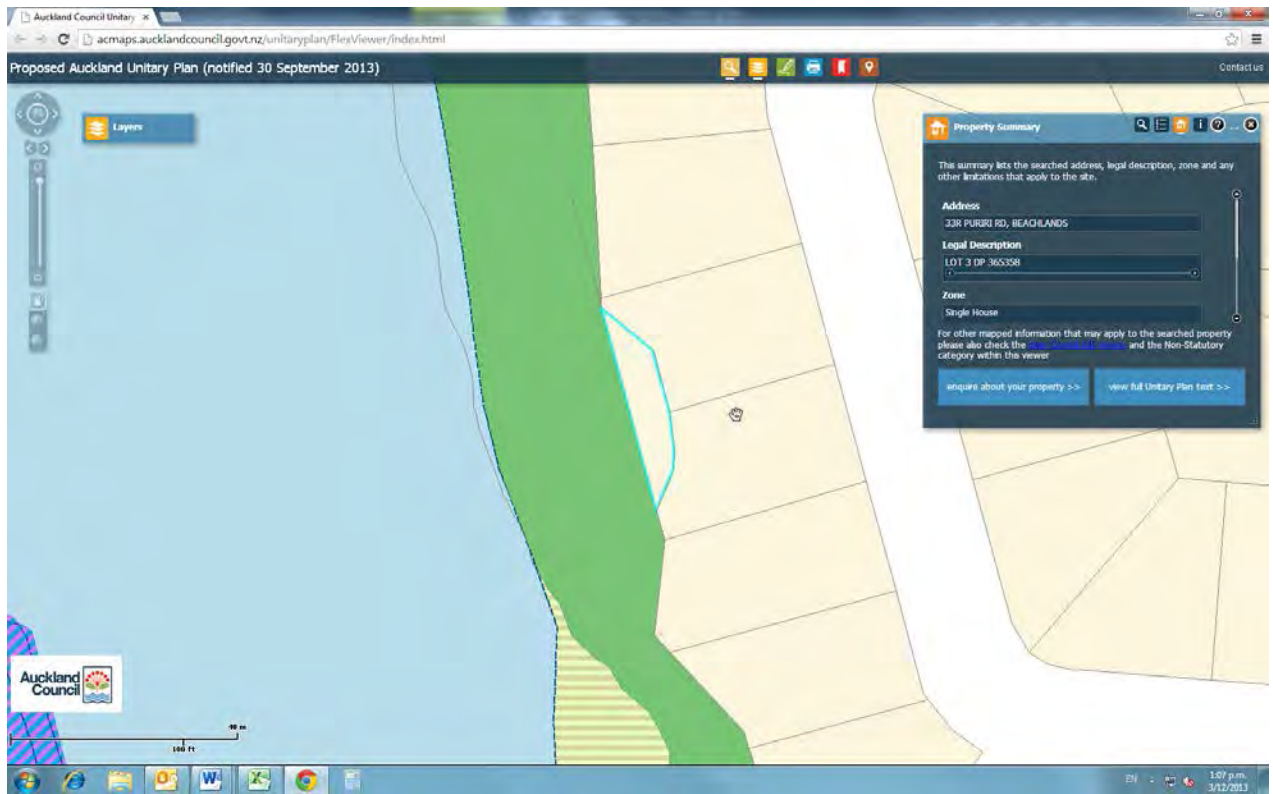 Auckland Council Unitary
acmaps.aucklandcouncil.govt.nz/unitaryplan/FlexViewer/index.html
Proposed Auckland Unitary Plan (notified 30 September 2013)
Contact us
Layers
Property Summary
This summary lists the searched address, legal description, zone and any
other limitations that apply to the site.
Address
33R PURIRI RD, BEACHLANDS
Legal Description
LOT 3 DP 365358
Zone
Single House
For other mapped information that may apply to the searched property
please also check the
and the Non-Statutory
category within this viewer
enquire about your property >>
view full Unitary Plan text >>
Auckland
Council
40 m
100 ft
EN
1:07 p.m.
3/12/2013